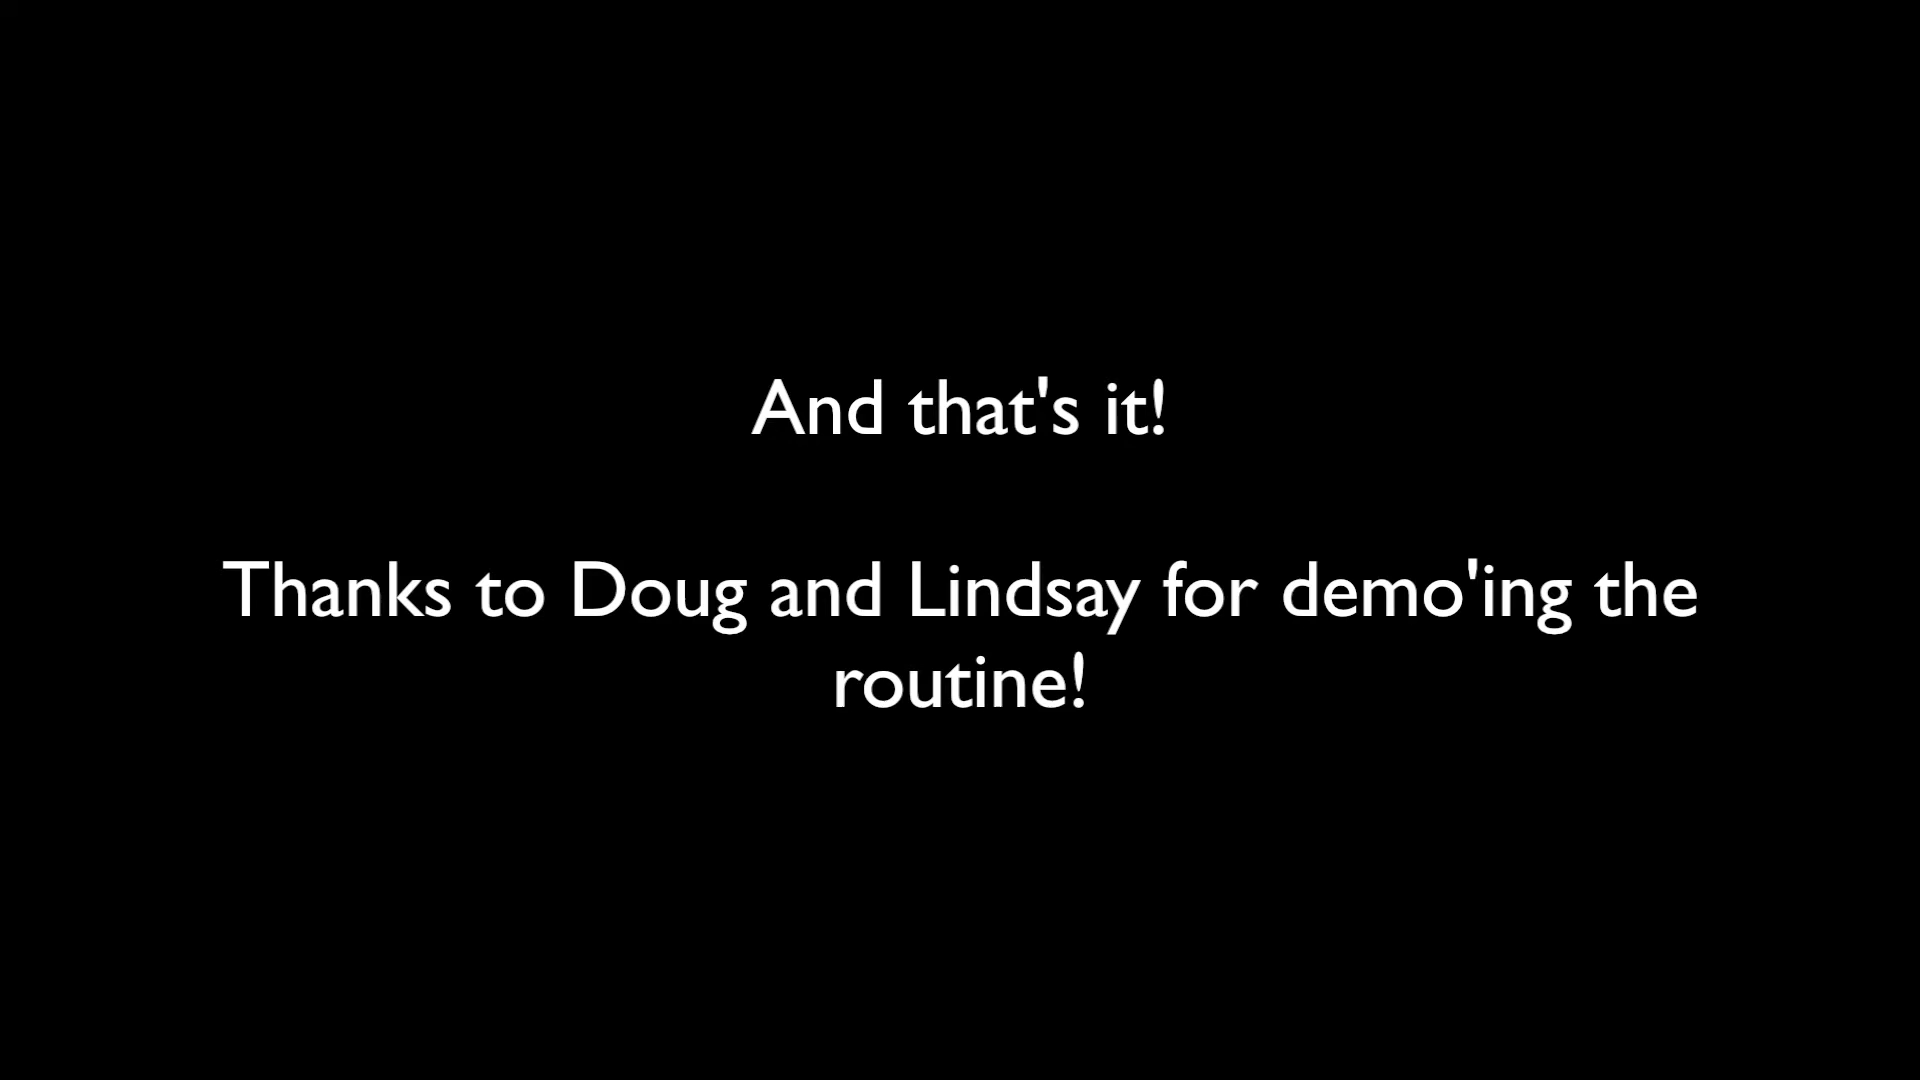 And that's it!
Thanks to Doug and Lindsay for demo'ing the
routine!